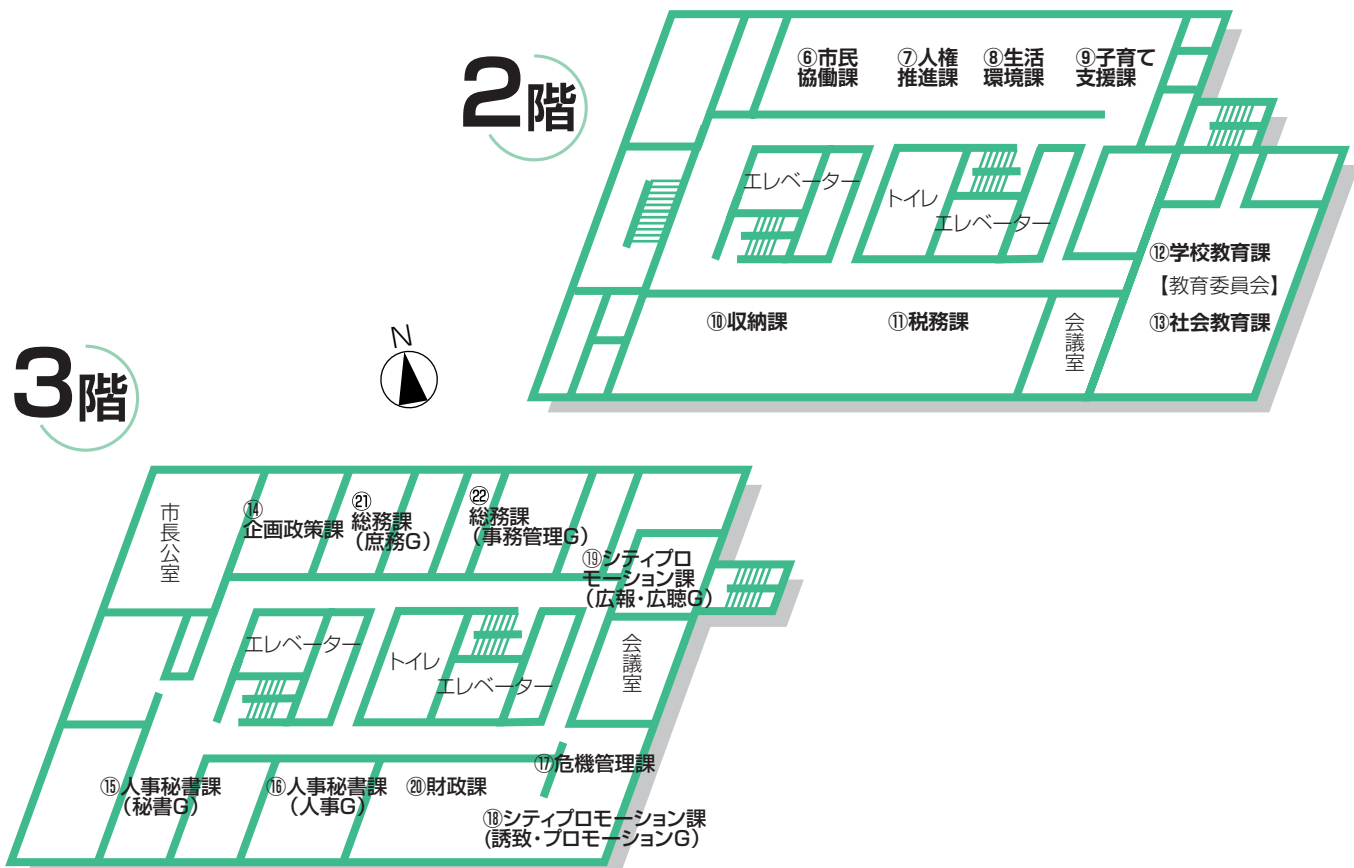 2階
⑥市民
協働課
⑦人権
推進課
⑧生活
環境課
⑨子育て
支援課
エレベーター
トイレ
エレベーター
⑫学校教育課
【教育委員会】
⑬社会教育課
⑩収納課
⑪税務課
会議室
N
3階
市長公室
⑭
企画政策課
㉑
総務課
（庶務G）
㉒
総務課
（事務管理G）
⑲シティプロ
モーション課
（広報・広聴G）
エレベーター
トイレ
エレベーター
会議室
⑰危機管理課
⑮人事秘書課
（秘書G）
⑯人事秘書課
（人事G）
⑳財政課
⑱シティプロモーション課
(誘致・プロモーションG）